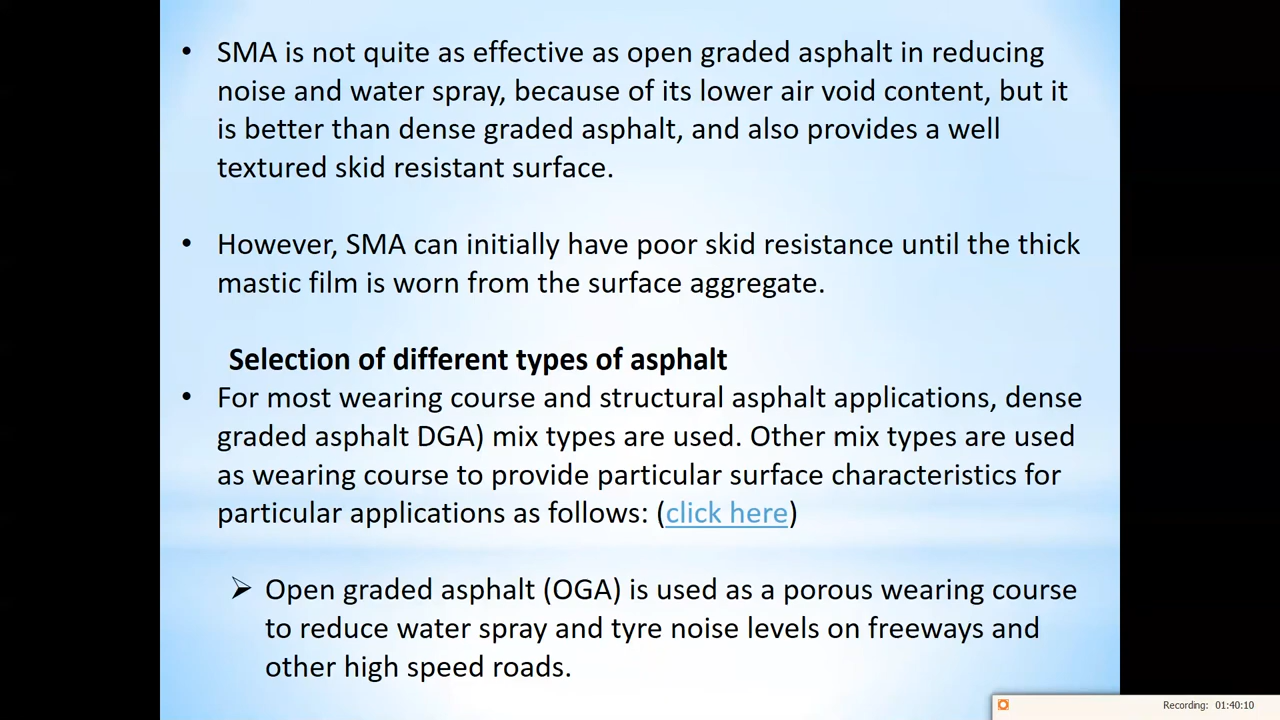 • SMA is not quite as effective as open graded asphalt in reducing
noise and water spray, because of its lower air void content, but it
is better than dense graded asphalt, and also provides a well
textured skid resistant surface.
• However, SMA can initially have poor skid resistance until the thick
mastic film is worn from the surface aggregate.
Selection of different types of asphalt
• For most wearing course and structural asphalt applications, dense
graded asphalt DGA) mix types are used. Other mix types are used
as wearing course to provide particular surface characteristics for
particular applications as follows: (click here)
➢ Open graded asphalt (OGA) is used as a porous wearing course
to reduce water spray and tyre noise levels on freeways and
other high speed roads.
Recording: 01:40:10